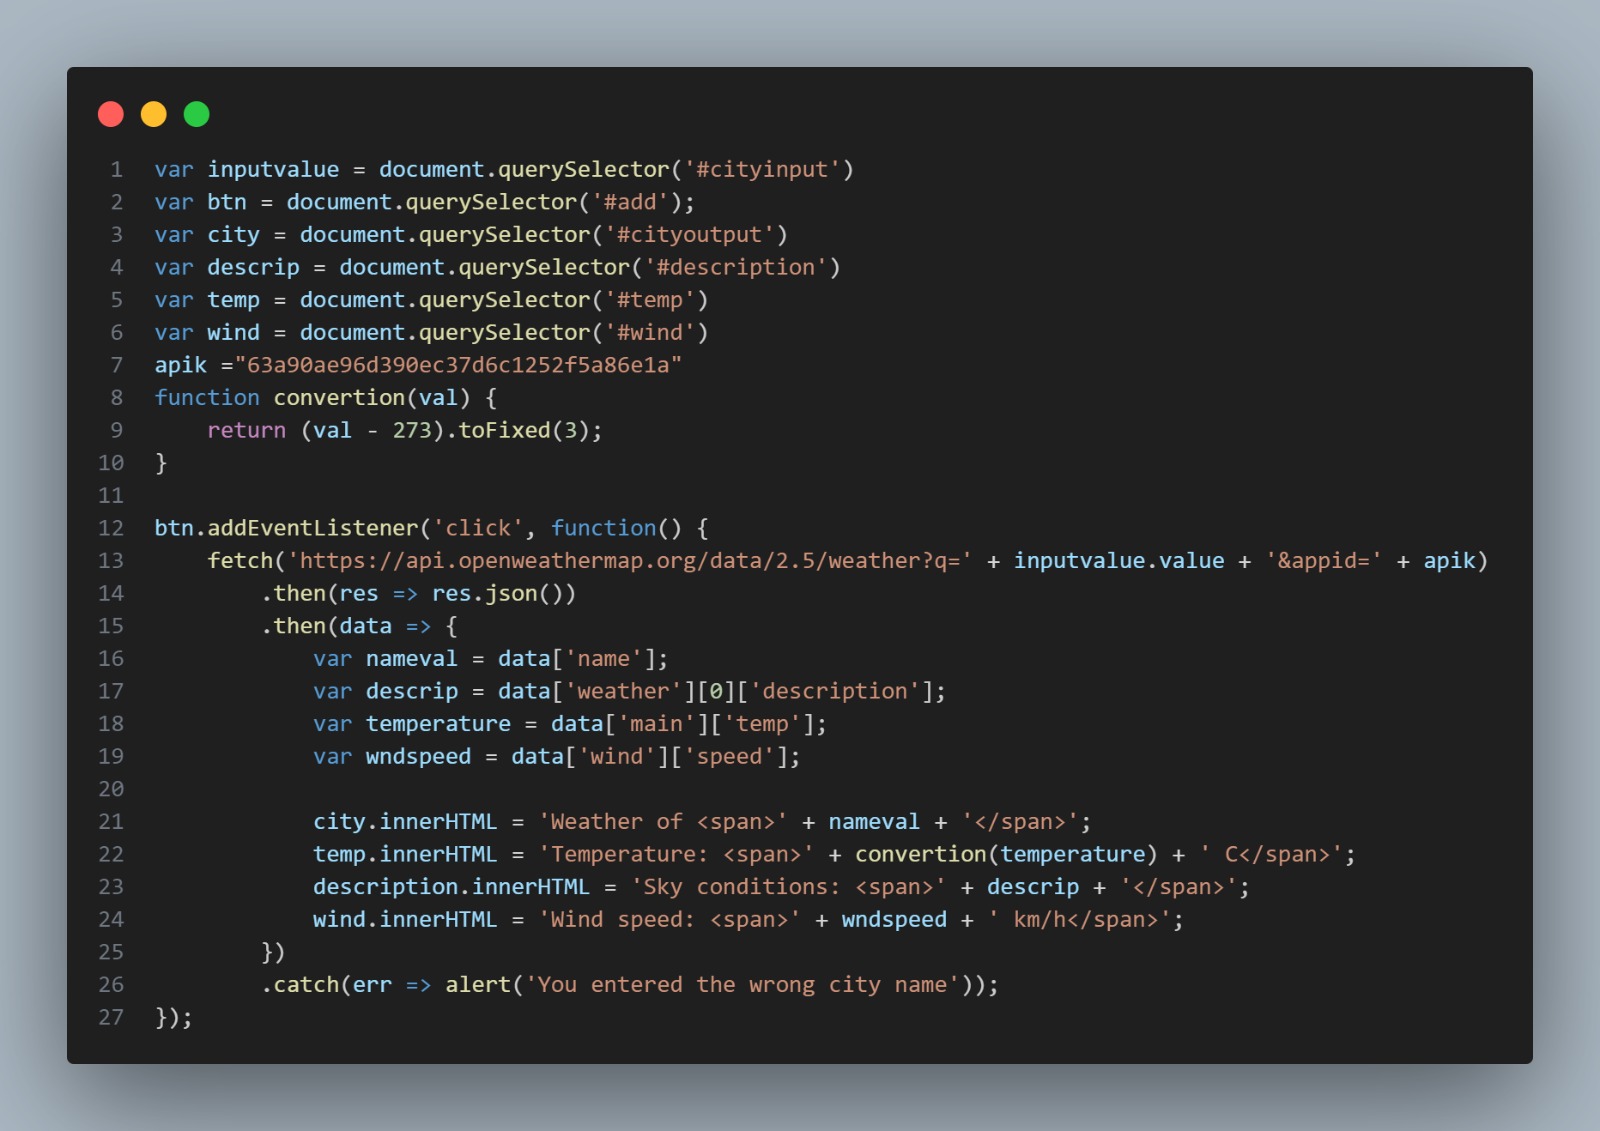 1 var inputvalue = document.querySelector('#cityinput')
2 var btn = document.querySelector('#add');
3 var city = document.querySelector('#cityoutput')
4 var descrip = document.querySelector('#description')
5 var temp = document.querySelector('#temp')
6 var wind = document.querySelector('#wind')
7 apik ="63a90ae96d390ec37d6c1252f5a86e1a"
8 function convertion(val) {
9     return (val - 273).toFixed(3);
10 }
11
12 btn.addEventListener('click', function() {
13     fetch('https://api.openweathermap.org/data/2.5/weather?q=' + inputvalue.value + '&appid=' + apik)
14         .then(res => res.json())
15         .then(data => {
16             var nameval = data['name'];
17             var descrip = data['weather'][0]['description'];
18             var temperature = data['main']['temp'];
19             var wndspeed = data['wind']['speed'];
20
21             city.innerHTML = 'Weather of <span>' + nameval + '</span>';
22             temp.innerHTML = 'Temperature: <span>' + convertion(temperature) + ' C</span>';
23             description.innerHTML = 'Sky conditions: <span>' + descrip + '</span>';
24             wind.innerHTML = 'Wind speed: <span>' + wndspeed + ' km/h</span>';
25         })
26         .catch(err => alert('You entered the wrong city name'));
27 });